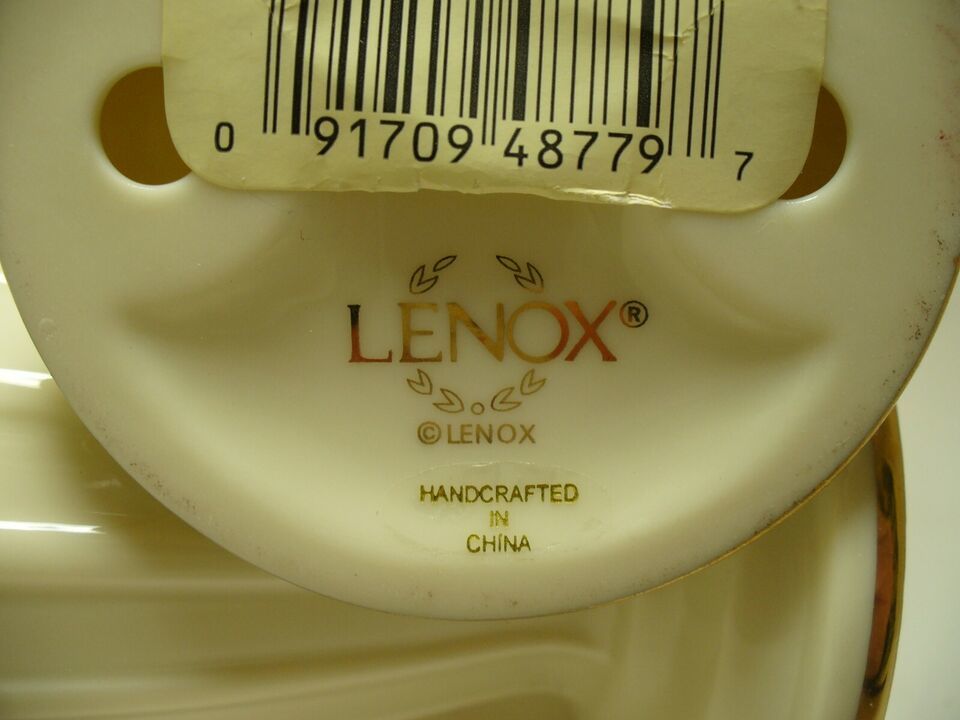 0 91709 48779 7
LENOX®
©LENOX
HANDCRAFTED
IN
CHINA